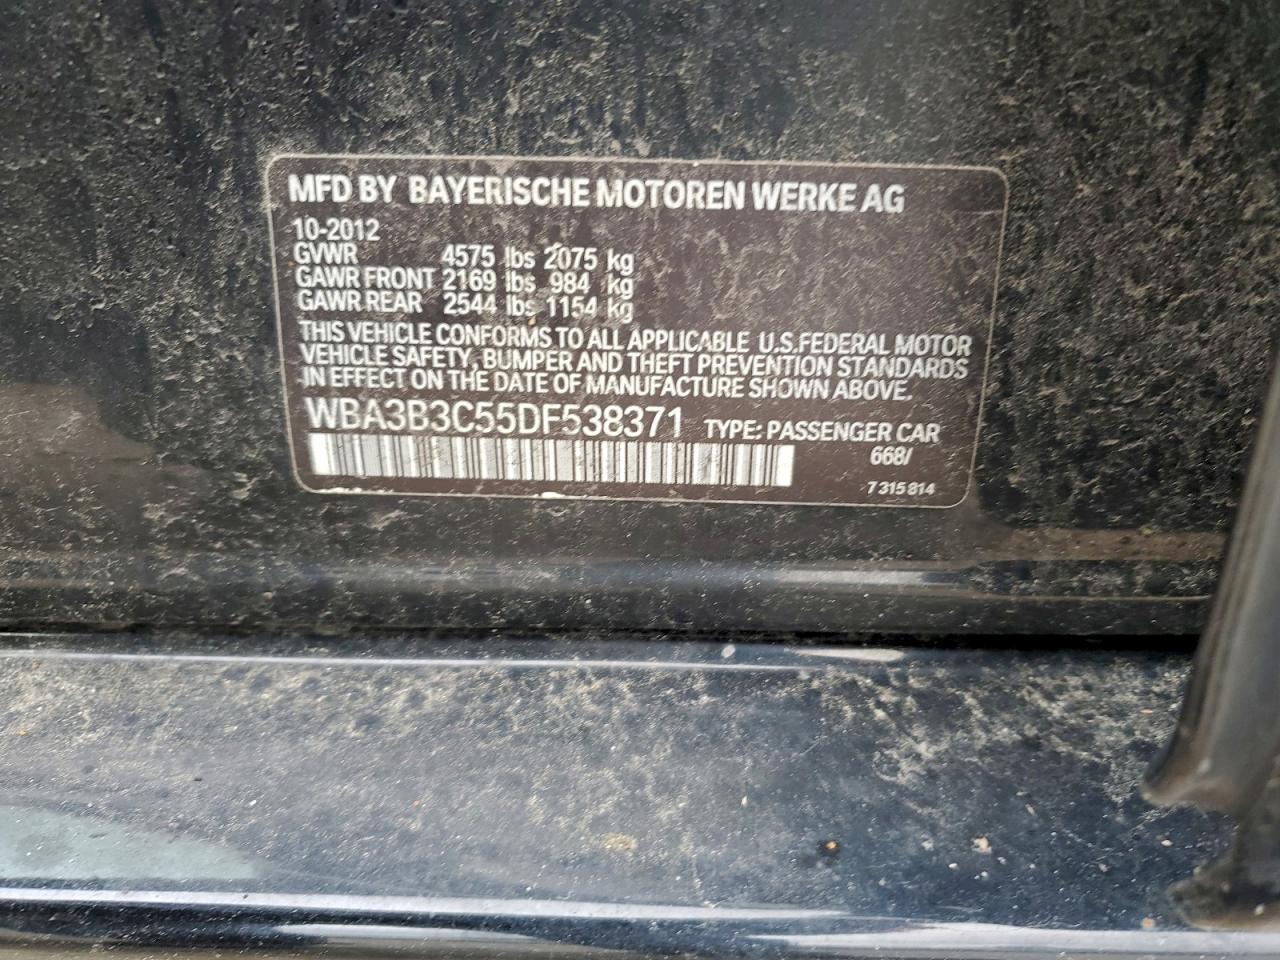 MFD BY BAYERISCHE MOTOREN WERKE AG
10-2012
GVWR 4575 lbs 2075 kg
GAWR FRONT 2169 lbs 984 kg
GAWR REAR 2544 lbs 1154 kg
THIS VEHICLE CONFORMS TO ALL APPLICABLE U.S.FEDERAL MOTOR
VEHICLE SAFETY, BUMPER AND THEFT PREVENTION STANDARDS
IN EFFECT ON THE DATE OF MANUFACTURE SHOWN ABOVE.
WBA3B3C55DF538371 TYPE: PASSENGER CAR
668/
7 315 814